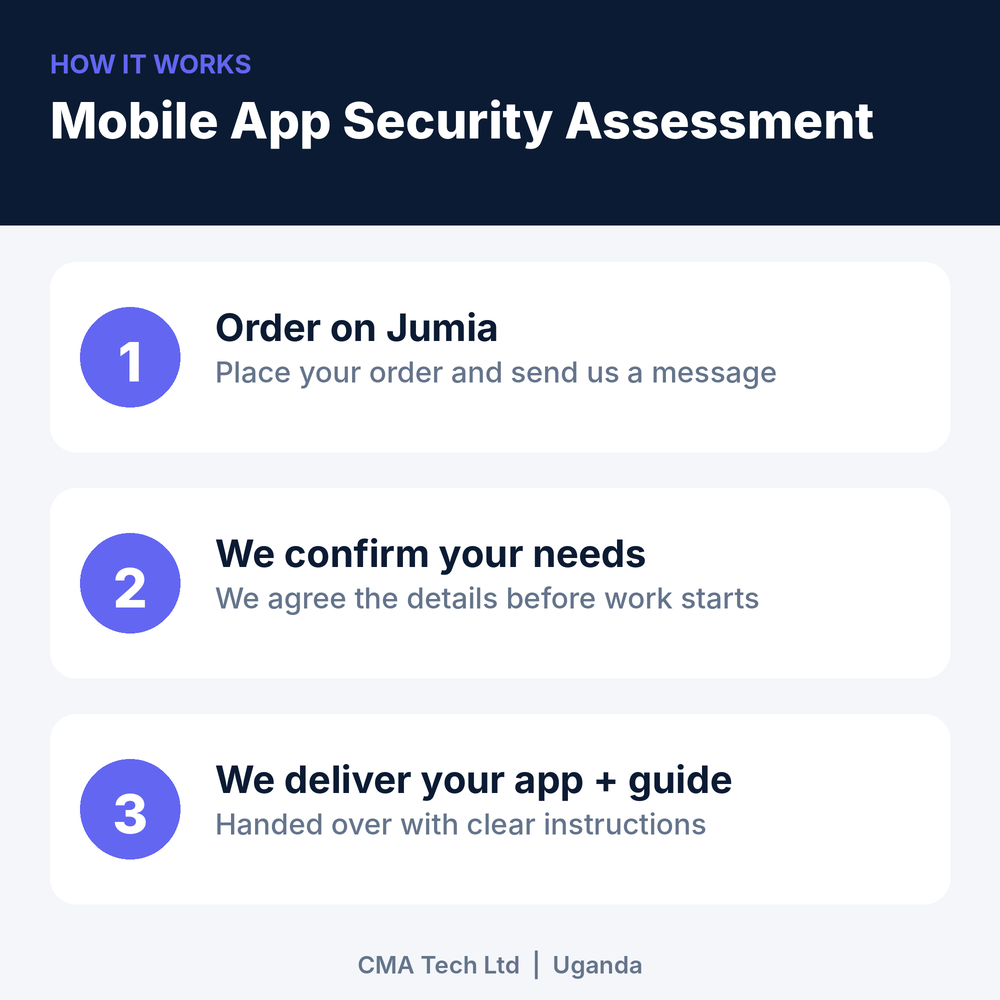 HOW IT WORKS
Mobile App Security Assessment
1
Order on Jumia
Place your order and send us a message
2
We confirm your needs
We agree the details before work starts
3
We deliver your app + guide
Handed over with clear instructions
CMA Tech Ltd | Uganda